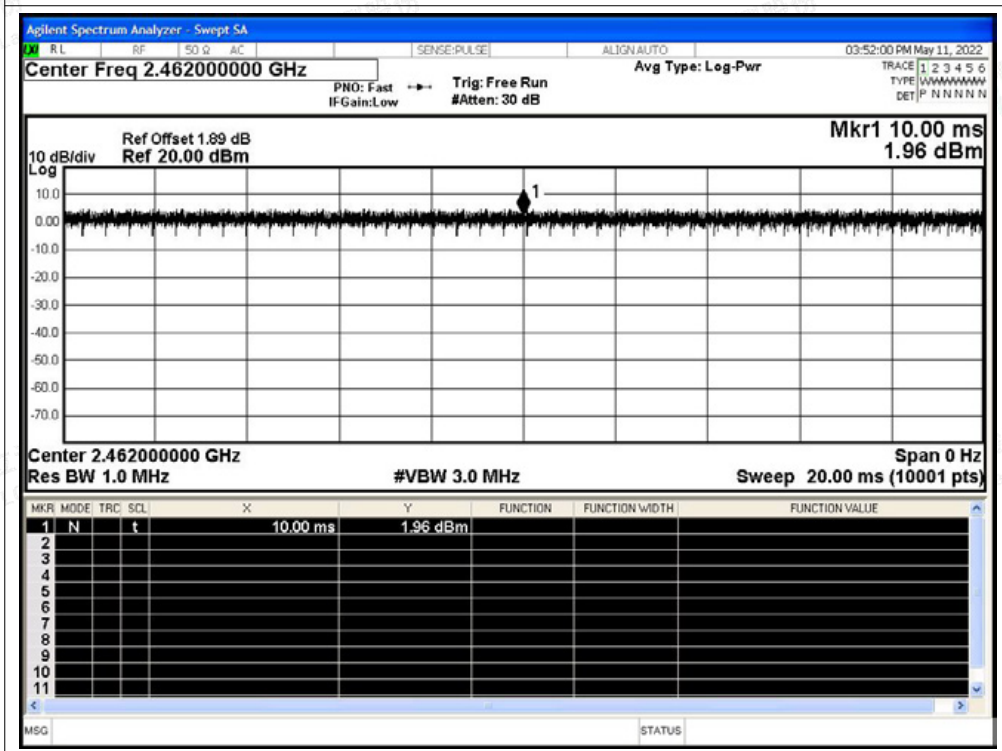 Agilent Spectrum Analyzer - Swept SA
RL RF 50 Ω AC SENSE:PULSE ALIGN AUTO 03:52:00 PM May 11, 2022
Center Freq 2.462000000 GHz Avg Type: Log-Pwr TRACE 1 2 3 4 5 6
PNO: Fast Trig: Free Run TYPE WWWWWW
IFGain:Low #Atten: 30 dB DET P N N N N N
Mkr1 10.00 ms
Ref Offset 1.89 dB
10 dB/div Ref 20.00 dBm 1.96 dBm
Log
10.0
1
0.00
-10.0
-20.0
-30.0
-40.0
-50.0
-60.0
-70.0
Center 2.462000000 GHz Span 0 Hz
Res BW 1.0 MHz #VBW 3.0 MHz Sweep 20.00 ms (10001 pts)
MKR MODE TRC SCL X Y FUNCTION FUNCTION WIDTH FUNCTION VALUE
1 N t 10.00 ms 1.96 dBm
2
3
4
5
6
7
8
9
10
11
MSG STATUS